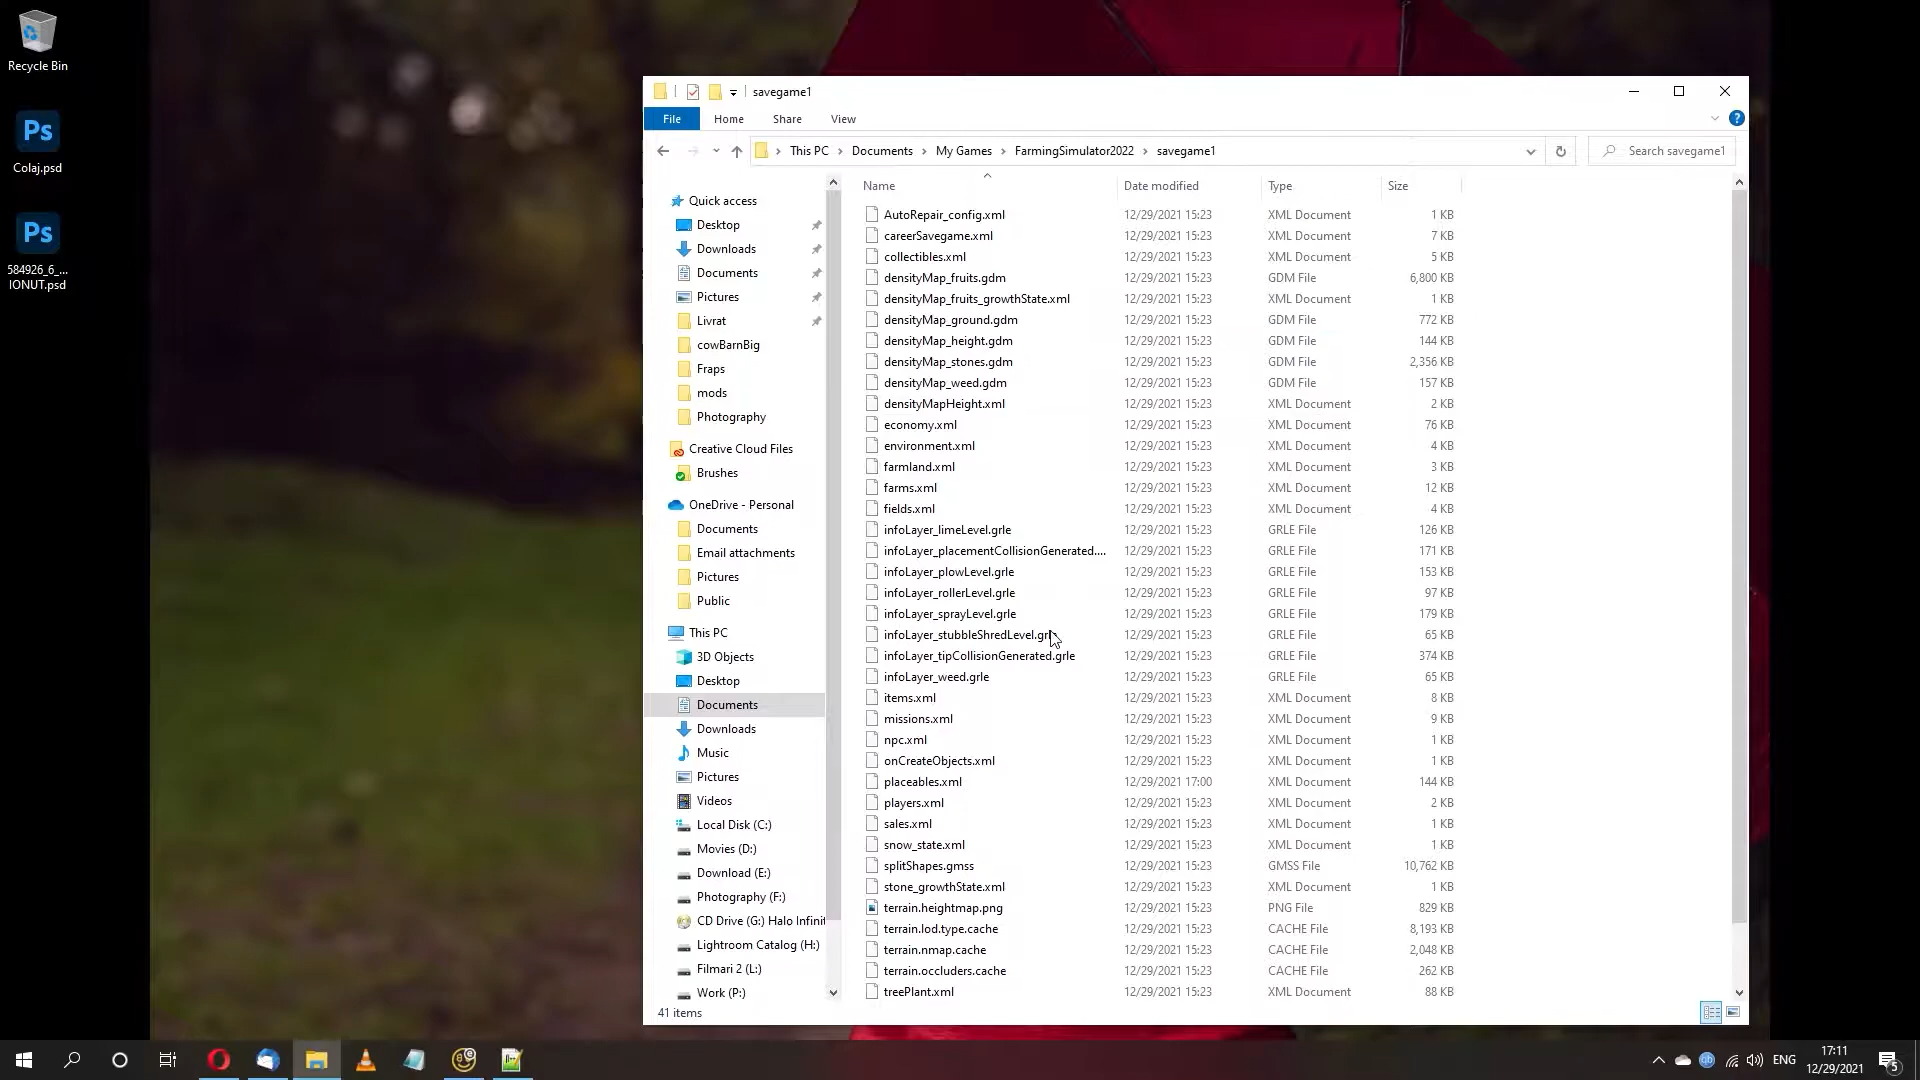 Recycle Bin
Ps
Colaj.psd
Ps
584926_6_...
IONUT.psd
savegame1
File
Home
Share
View
This PC
Documents
My Games
FarmingSimulator2022
savegame1
Search savegame1
Quick access
Desktop
Downloads
Documents
Pictures
Livrat
cowBarnBig
Fraps
mods
Photography
Creative Cloud Files
Brushes
OneDrive - Personal
Documents
Email attachments
Pictures
Public
This PC
3D Objects
Desktop
Documents
Downloads
Music
Pictures
Videos
Local Disk (C:)
Movies (D:)
Download (E:)
Photography (F:)
CD Drive (G:) Halo Infinit
Lightroom Catalog (H:)
Filmari 2 (L:)
Work (P:)
Name Date modified Type Size
AutoRepair_config.xml 12/29/2021 15:23 XML Document 1 KB
careerSavegame.xml 12/29/2021 15:23 XML Document 7 KB
collectibles.xml 12/29/2021 15:23 XML Document 5 KB
densityMap_fruits.gdm 12/29/2021 15:23 GDM File 6,800 KB
densityMap_fruits_growthState.xml 12/29/2021 15:23 XML Document 1 KB
densityMap_ground.gdm 12/29/2021 15:23 GDM File 772 KB
densityMap_height.gdm 12/29/2021 15:23 GDM File 144 KB
densityMap_stones.gdm 12/29/2021 15:23 GDM File 2,356 KB
densityMap_weed.gdm 12/29/2021 15:23 GDM File 157 KB
densityMapHeight.xml 12/29/2021 15:23 XML Document 2 KB
economy.xml 12/29/2021 15:23 XML Document 76 KB
environment.xml 12/29/2021 15:23 XML Document 4 KB
farmland.xml 12/29/2021 15:23 XML Document 3 KB
farms.xml 12/29/2021 15:23 XML Document 12 KB
fields.xml 12/29/2021 15:23 XML Document 4 KB
infoLayer_limeLevel.grle 12/29/2021 15:23 GRLE File 126 KB
infoLayer_placementCollisionGenerated.... 12/29/2021 15:23 GRLE File 171 KB
infoLayer_plowLevel.grle 12/29/2021 15:23 GRLE File 153 KB
infoLayer_rollerLevel.grle 12/29/2021 15:23 GRLE File 97 KB
infoLayer_sprayLevel.grle 12/29/2021 15:23 GRLE File 179 KB
infoLayer_stubbleShredLevel.grle 12/29/2021 15:23 GRLE File 65 KB
infoLayer_tipCollisionGenerated.grle 12/29/2021 15:23 GRLE File 374 KB
infoLayer_weed.grle 12/29/2021 15:23 GRLE File 65 KB
items.xml 12/29/2021 15:23 XML Document 8 KB
missions.xml 12/29/2021 15:23 XML Document 9 KB
npc.xml 12/29/2021 15:23 XML Document 1 KB
onCreateObjects.xml 12/29/2021 15:23 XML Document 1 KB
placeables.xml 12/29/2021 17:00 XML Document 144 KB
players.xml 12/29/2021 15:23 XML Document 2 KB
sales.xml 12/29/2021 15:23 XML Document 1 KB
snow_state.xml 12/29/2021 15:23 XML Document 1 KB
splitShapes.gmss 12/29/2021 15:23 GMSS File 10,762 KB
stone_growthState.xml 12/29/2021 15:23 XML Document 1 KB
terrain.heightmap.png 12/29/2021 15:23 PNG File 829 KB
terrain.lod.type.cache 12/29/2021 15:23 CACHE File 8,193 KB
terrain.nmap.cache 12/29/2021 15:23 CACHE File 2,048 KB
terrain.occluders.cache 12/29/2021 15:23 CACHE File 262 KB
treePlant.xml 12/29/2021 15:23 XML Document 88 KB
41 items
ENG
17:11
12/29/2021
5